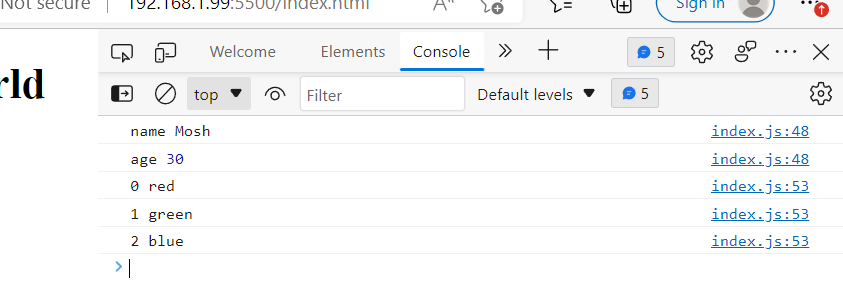 Not secure 192.168.1.99:5500/index.html A Sign in
Welcome Elements Console 5
rld
top Filter Default levels 5
name Mosh index.js:48
age 30 index.js:48
0 red index.js:53
1 green index.js:53
2 blue index.js:53
>